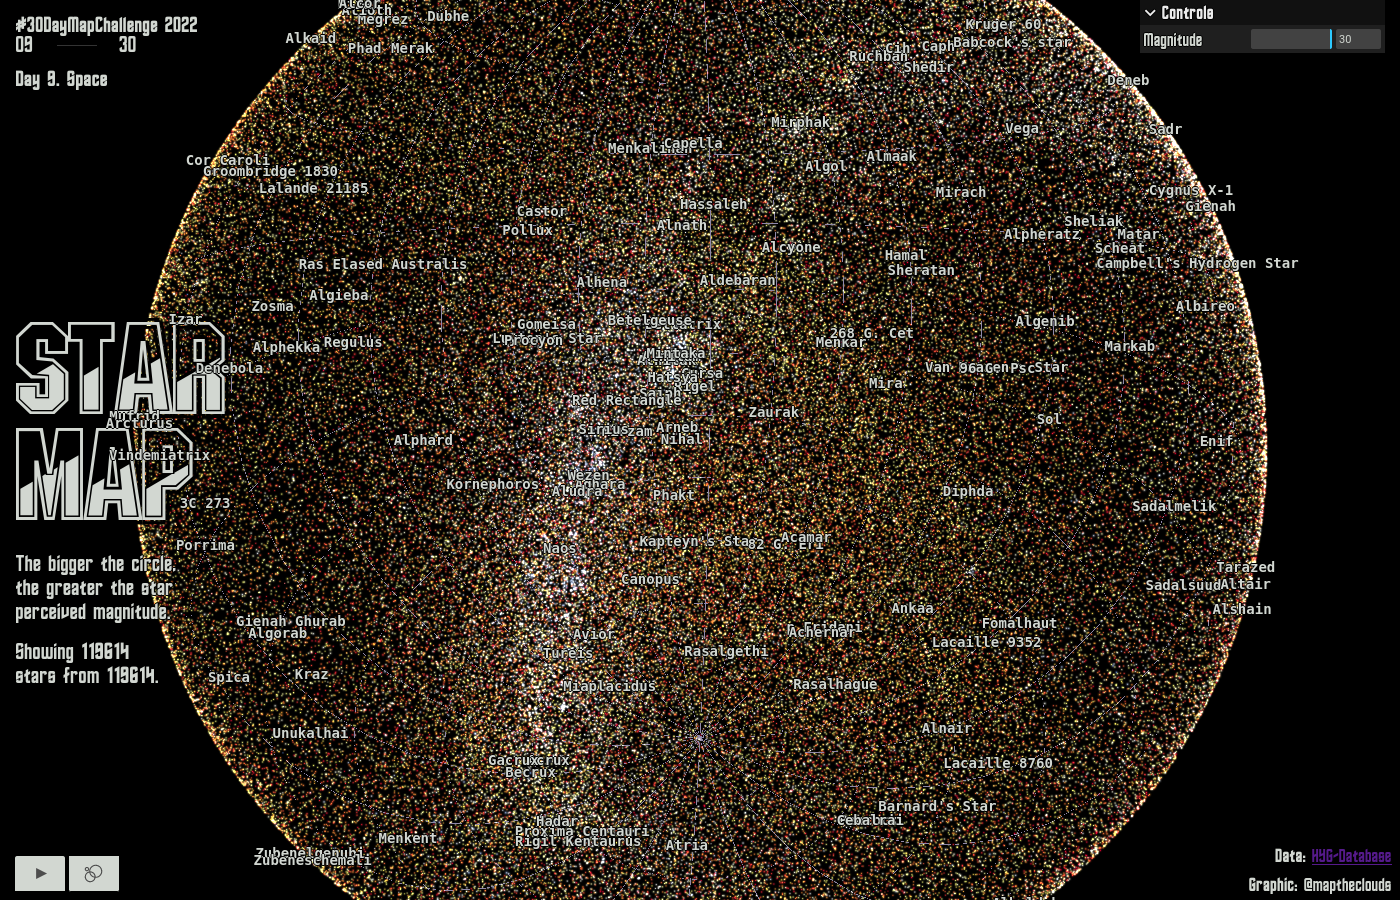 #30DayMapChallenge 2022
09 30
Day 9. Space
Controls
Magnitude 30
Alcor
Alioth
Megrez
Dubhe
Alkaid
Phad Merak
Kruger 60
Babcock's star
Cih
Caph
Ruchbah
Shedir
Deneb
Mirphak
Vega
Sadr
Menkalinan
Capella
Algol
Almaak
Cor Caroli
Groombridge 1830
Lalande 21185
Mirach
Cygnus X-1
Gienah
Castor
Hassaleh
Pollux
Alnath
Sheliak
Alpheratz
Matar
Scheat
Alcyone
Hamal
Sheratan
Campbell's Hydrogen Star
Ras Elased Australis
Alhena
Aldebaran
Algieba
Zosma
Albireo
Izar
Gomeisa
Betelgeuse
Algenib
268 G. Cet
Menkar
Procyon
Star
Alphekka
Regulus
Mintaka
Markab
STAR
Denebola
Van
96 G. Psc
Star
Mira
Rigel
Red Rectangle
Zaurak
Sol
Mufrid
Arcturus
Sirius
Arneb
Nihal
Alphard
Enif
MAP
Vindemiatrix
Wezen
Adhara
Aludra
Kornephoros
Phakt
Diphda
3C 273
Sadalmelik
Porrima
Naos
Kapteyn's Sta
82 G. Eri
Acamar
The bigger the circle,
the greater the star
perceived magnitude.
Canopus
Tarazed
Sadalsuud
Altair
Alshain
Ankaa
Gienah Ghurab
Algorab
Avior
Achernar
Fomalhaut
Lacaille 9352
Showing 119614
stars from 119614.
Tureis
Rasalgethi
Spica
Kraz
Miaplacidus
Rasalhague
Unukalhai
Alnair
Gacrux
Becrux
Lacaille 8760
Barnard's Star
Cebalrai
Hadar
Proxima Centauri
Rigil Kentaurus
Menkent
Atria
Zubenelgenubi
Zubeneschemali
Data: HYG-Database
Graphic: @maptheclouds